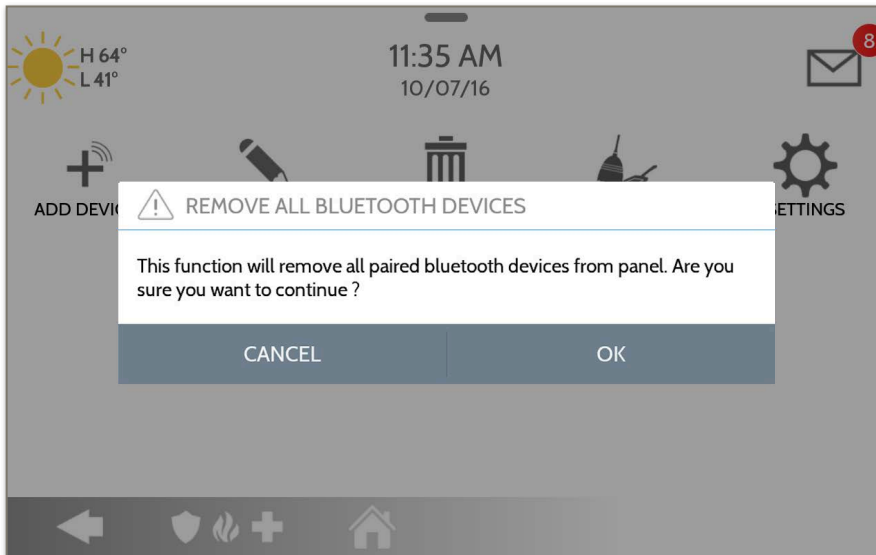 H 64°
L 41°
11:35 AM
10/07/16
8
ADD DEVI
SETTINGS
REMOVE ALL BLUETOOTH DEVICES
This function will remove all paired bluetooth devices from panel. Are you
sure you want to continue ?
CANCEL
OK